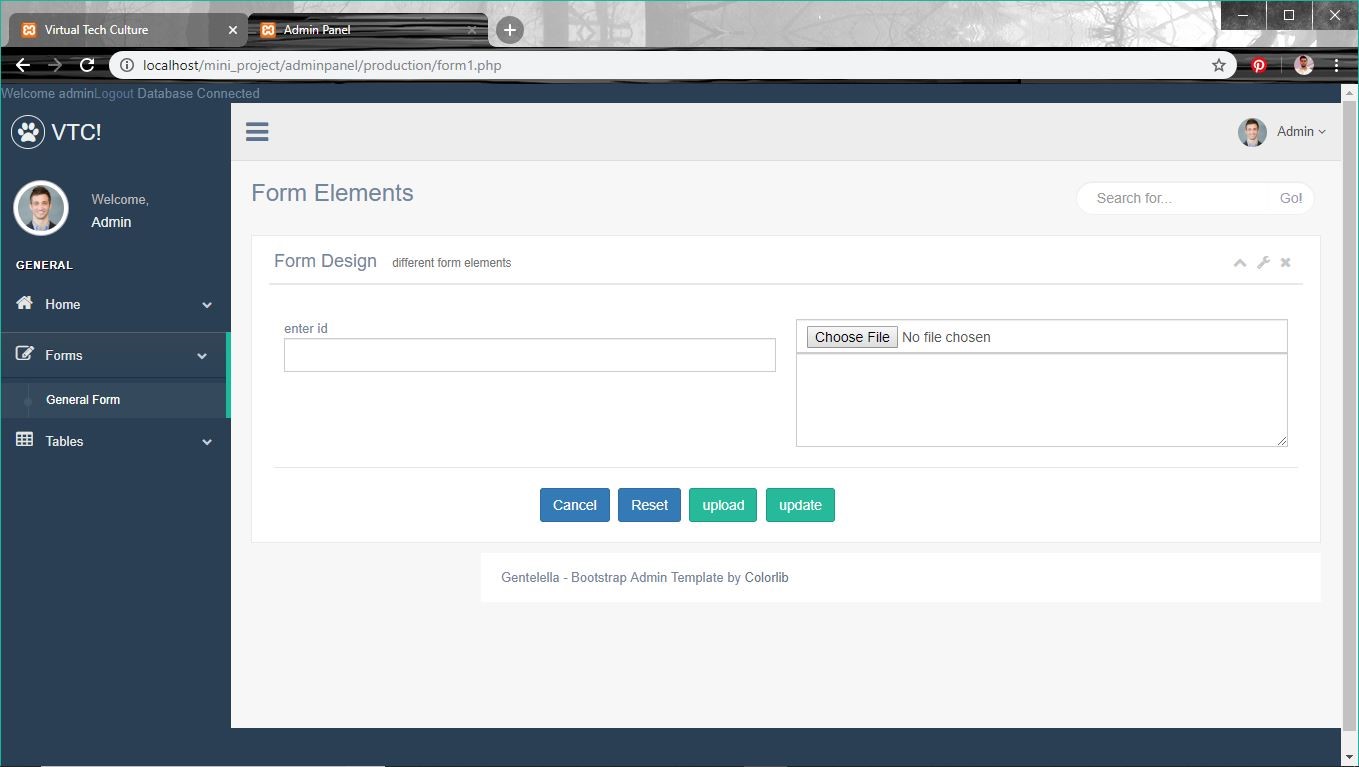 Virtual Tech Culture
Admin Panel
localhost/mini_project/adminpanel/production/form1.php
Welcome adminLogout Database Connected
VTC!
Admin
Welcome,
Admin
GENERAL
Home
Forms
General Form
Tables
Form Elements
Search for...
Go!
Form Design different form elements
enter id
Choose File No file chosen
Cancel
Reset
upload
update
Gentelella - Bootstrap Admin Template by Colorlib